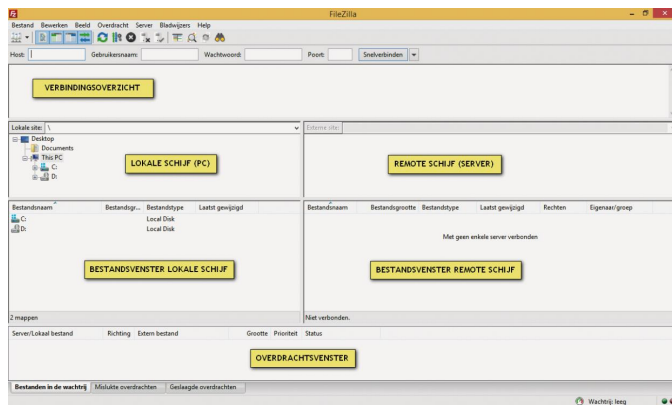 FileZilla
Bestand Bewerken Beeld Overdracht Server Bladwijzers Help
Host: Gebruikersnaam: Wachtwoord: Poort: Snelverbinden
VERBINDINGSOVERZICHT
Lokale site: \
Externe site:
Desktop
Documents
This PC
C:
D:
LOKALE SCHIJF (PC)
REMOTE SCHIJF (SERVER)
Bestandsnaam Bestandsgr... Bestandstype Laatst gewijzigd
C: Local Disk
D: Local Disk
BESTANDSVENSTER LOKALE SCHIJF
2 mappen
Bestandsnaam Bestandsgrootte Bestandstype Laatst gewijzigd Rechten Eigenaar/groep
Met geen enkele server verbonden
BESTANDSVENSTER REMOTE SCHIJF
Niet verbonden.
Server/Lokaal bestand Richting Extern bestand Grootte Prioriteit Status
OVERDRACHTSVENSTER
Bestanden in de wachtrij Mislukte overdrachten Geslaagde overdrachten
Wachtrij: leeg